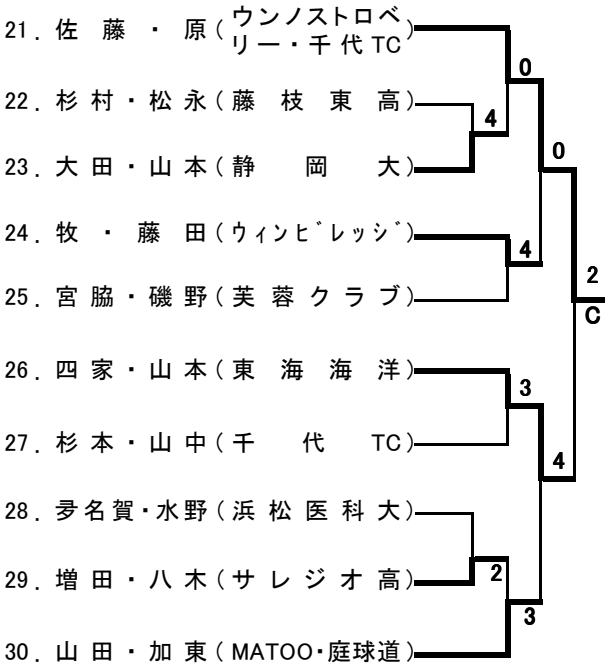 21. 佐藤・原(ウンノストロベリー・千代TC)
22. 杉村・松永(藤枝東高)
23. 大田・山本(静岡大)
24. 牧・藤田(ウィンビレッジ)
25. 宮脇・磯野(芙蓉クラブ)
26. 四家・山本(東海海洋)
27. 杉本・山中(千代TC)
28. 夛名賀・水野(浜松医科大)
29. 増田・八木(サレジオ高)
30. 山田・加東(MATOO・庭球道)
0
4
0
4
2
C
3
4
2
3